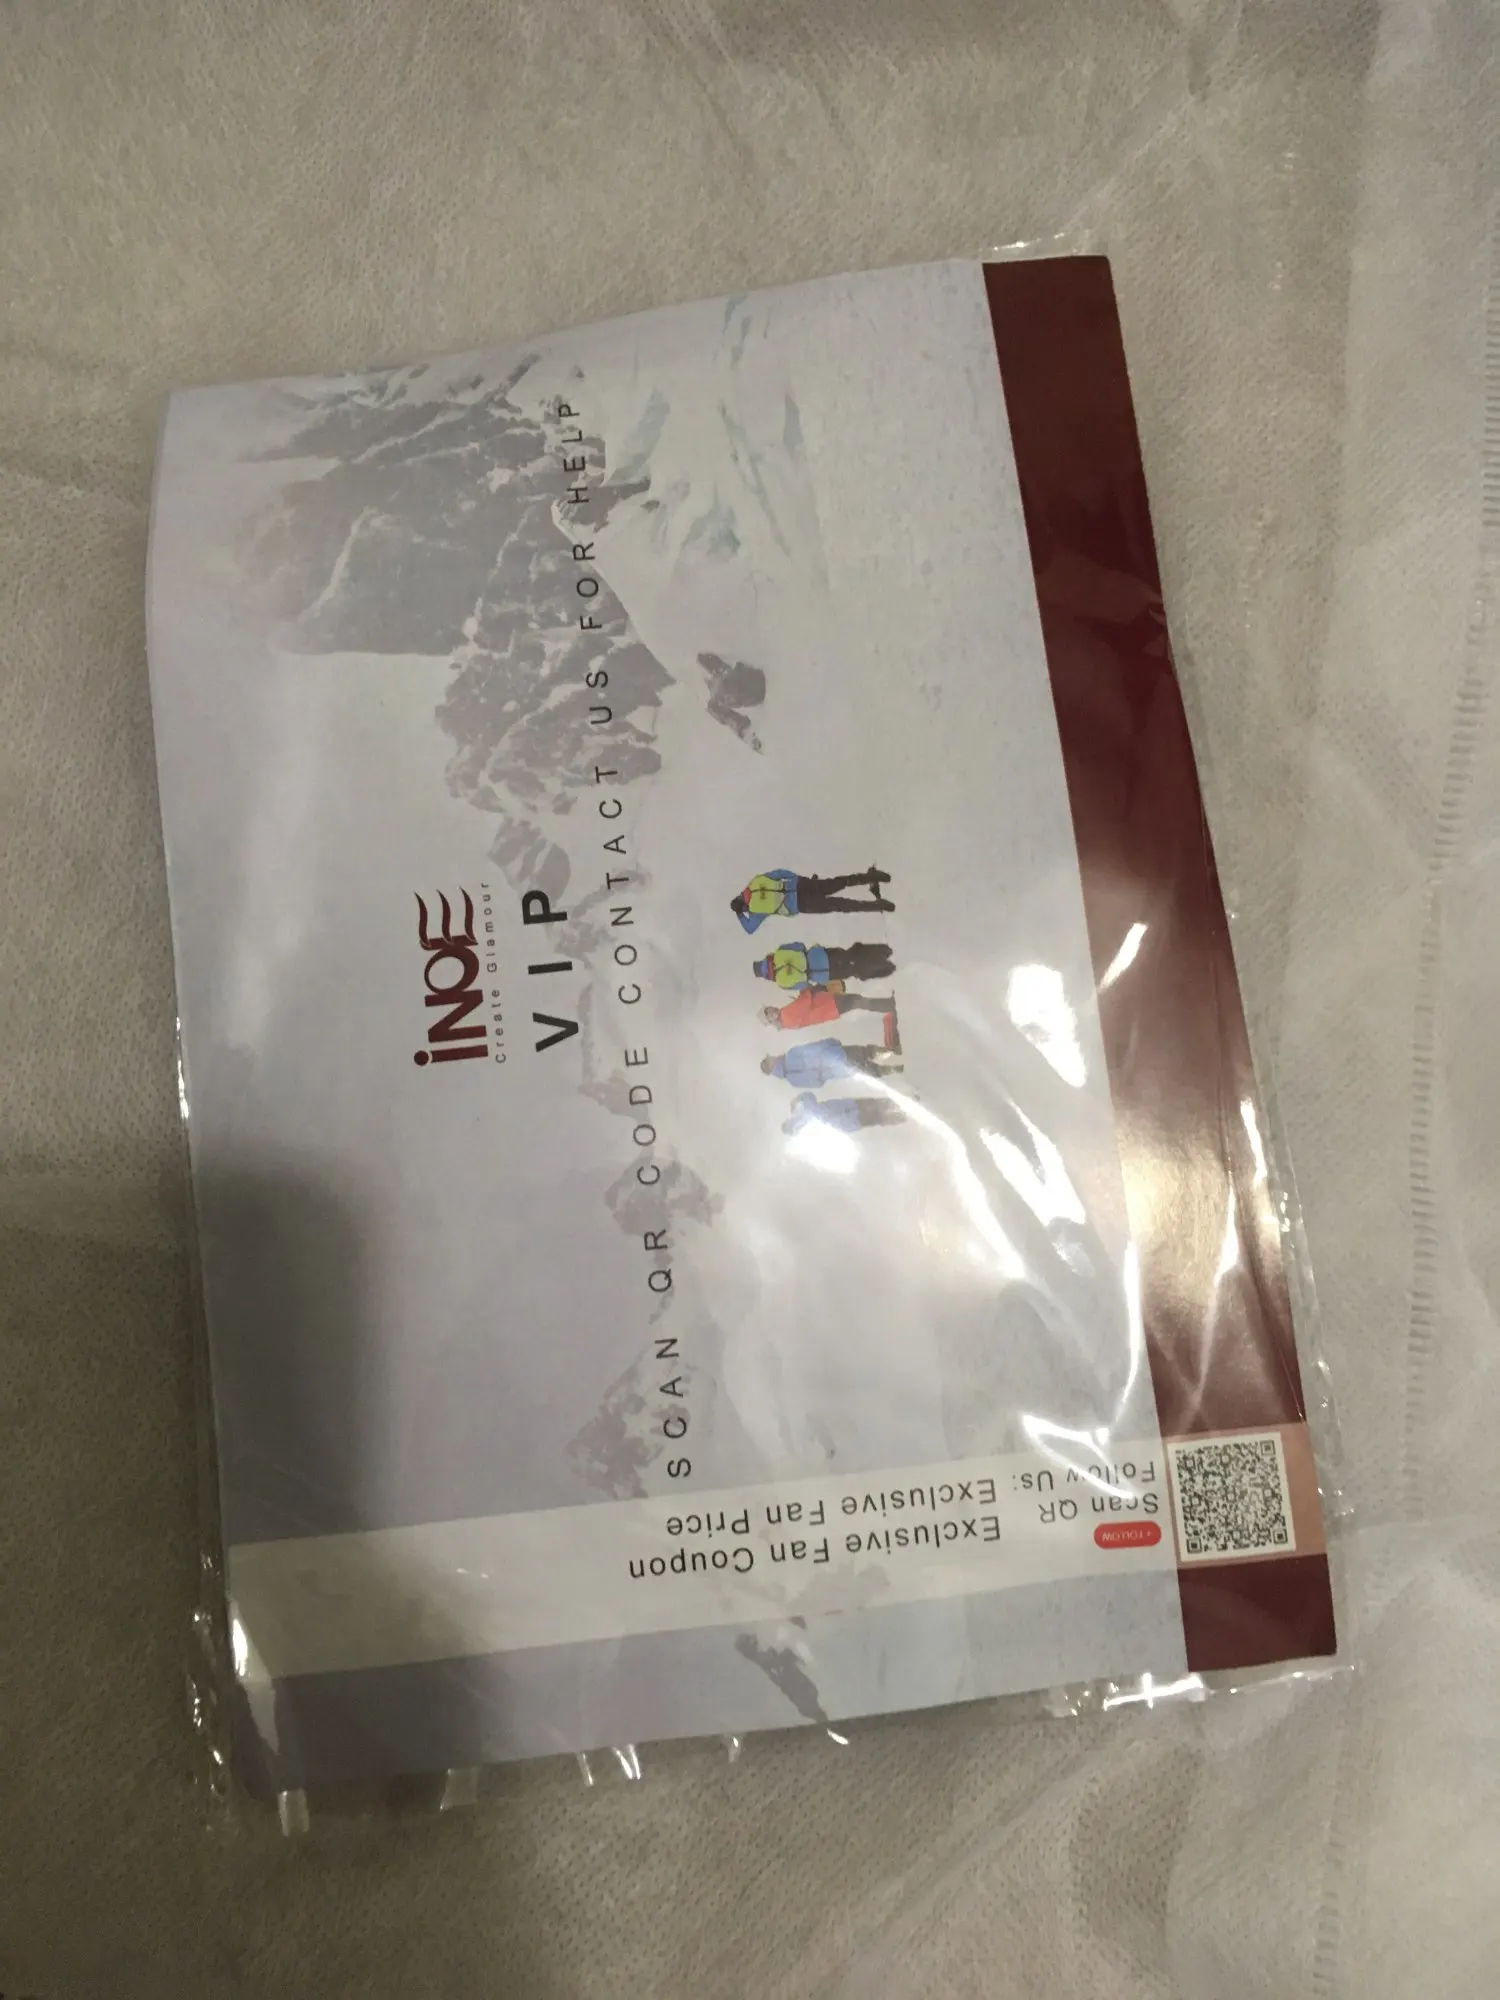 iNOE
Create Glamour
VIP
SCAN QR CODE CONTACT US FOR HELP
+ FOLLOW
Scan QR
Follow Us:
Exclusive Fan Coupon
Exclusive Fan Price